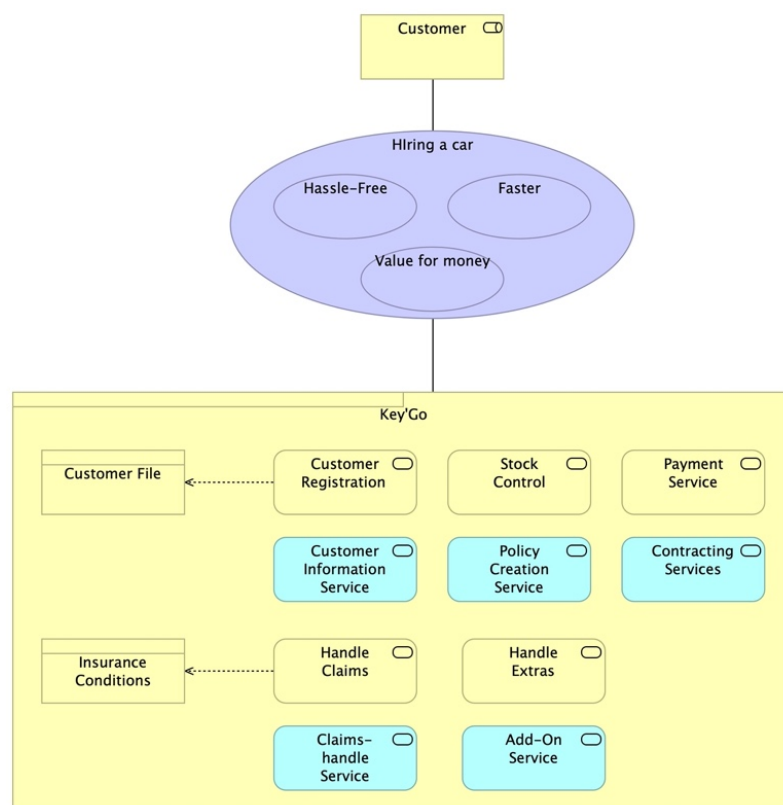 Customer
HIring a car
Hassle-Free
Faster
Value for money
Key'Go
Customer File
Customer
Registration
Stock
Control
Payment
Service
Customer
Information
Service
Policy
Creation
Service
Contracting
Services
Insurance
Conditions
Handle
Claims
Handle
Extras
Claims-
handle
Service
Add-On
Service